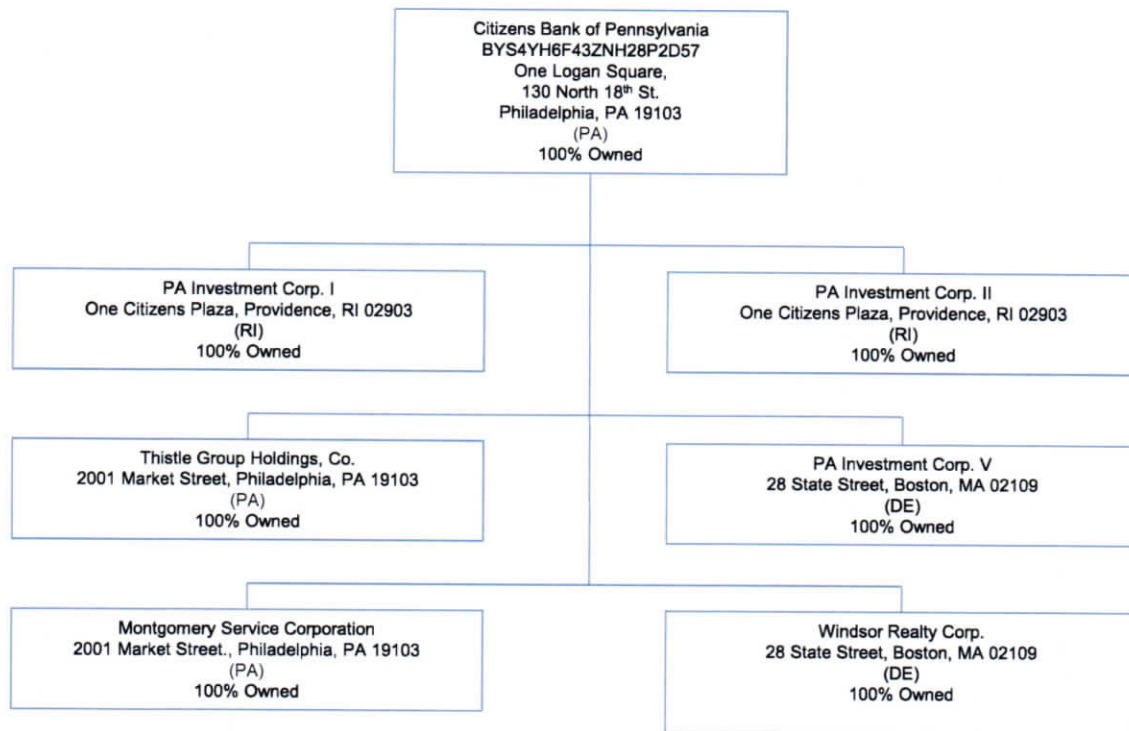 Citizens Bank of Pennsylvania
BYS4YH6F43ZNH28P2D57
One Logan Square,
130 North 18th St.
Philadelphia, PA 19103
(PA)
100% Owned
PA Investment Corp. I
One Citizens Plaza, Providence, RI 02903
(RI)
100% Owned
PA Investment Corp. II
One Citizens Plaza, Providence, RI 02903
(RI)
100% Owned
Thistle Group Holdings, Co.
2001 Market Street, Philadelphia, PA 19103
(PA)
100% Owned
PA Investment Corp. V
28 State Street, Boston, MA 02109
(DE)
100% Owned
Montgomery Service Corporation
2001 Market Street., Philadelphia, PA 19103
(PA)
100% Owned
Windsor Realty Corp.
28 State Street, Boston, MA 02109
(DE)
100% Owned